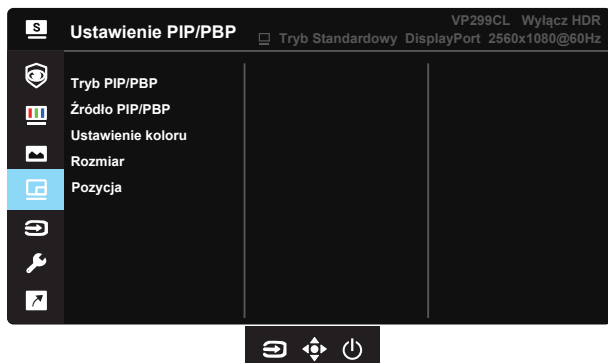 S
Ustawienie PIP/PBP
VP299CL Wyłącz HDR
Tryb Standardowy DisplayPort 2560x1080@60Hz
Tryb PIP/PBP
Źródło PIP/PBP
Ustawienie koloru
Rozmiar
Pozycja